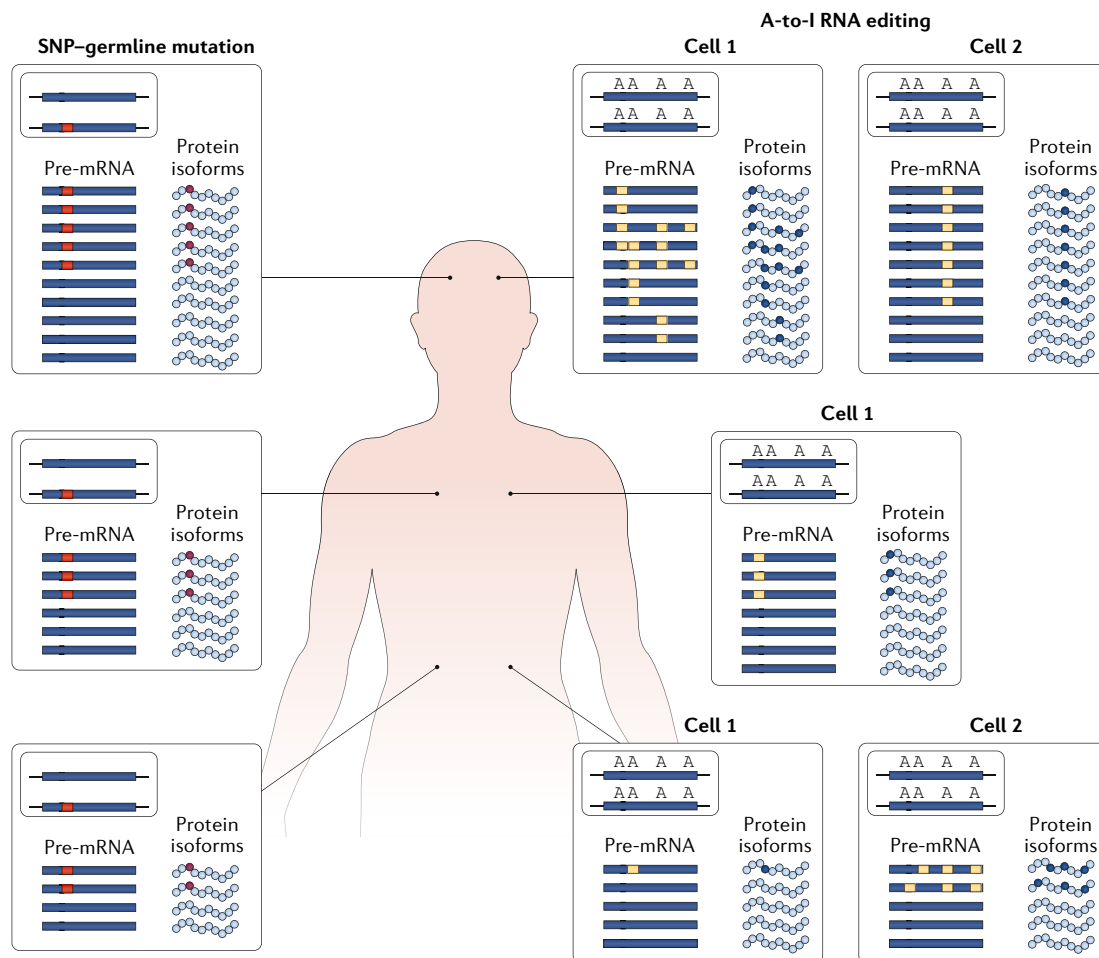 SNP–germline mutation
A-to-I RNA editing
Cell 1
Cell 2
Pre-mRNA
Protein
isoforms
AA A A
AA A A
Pre-mRNA
Protein
isoforms
AA A A
AA A A
Pre-mRNA
Protein
isoforms
Pre-mRNA
Protein
isoforms
Cell 1
AA A A
AA A A
Pre-mRNA
Protein
isoforms
Pre-mRNA
Protein
isoforms
Cell 1
AA A A
AA A A
Pre-mRNA
Protein
isoforms
Cell 2
AA A A
AA A A
Pre-mRNA
Protein
isoforms